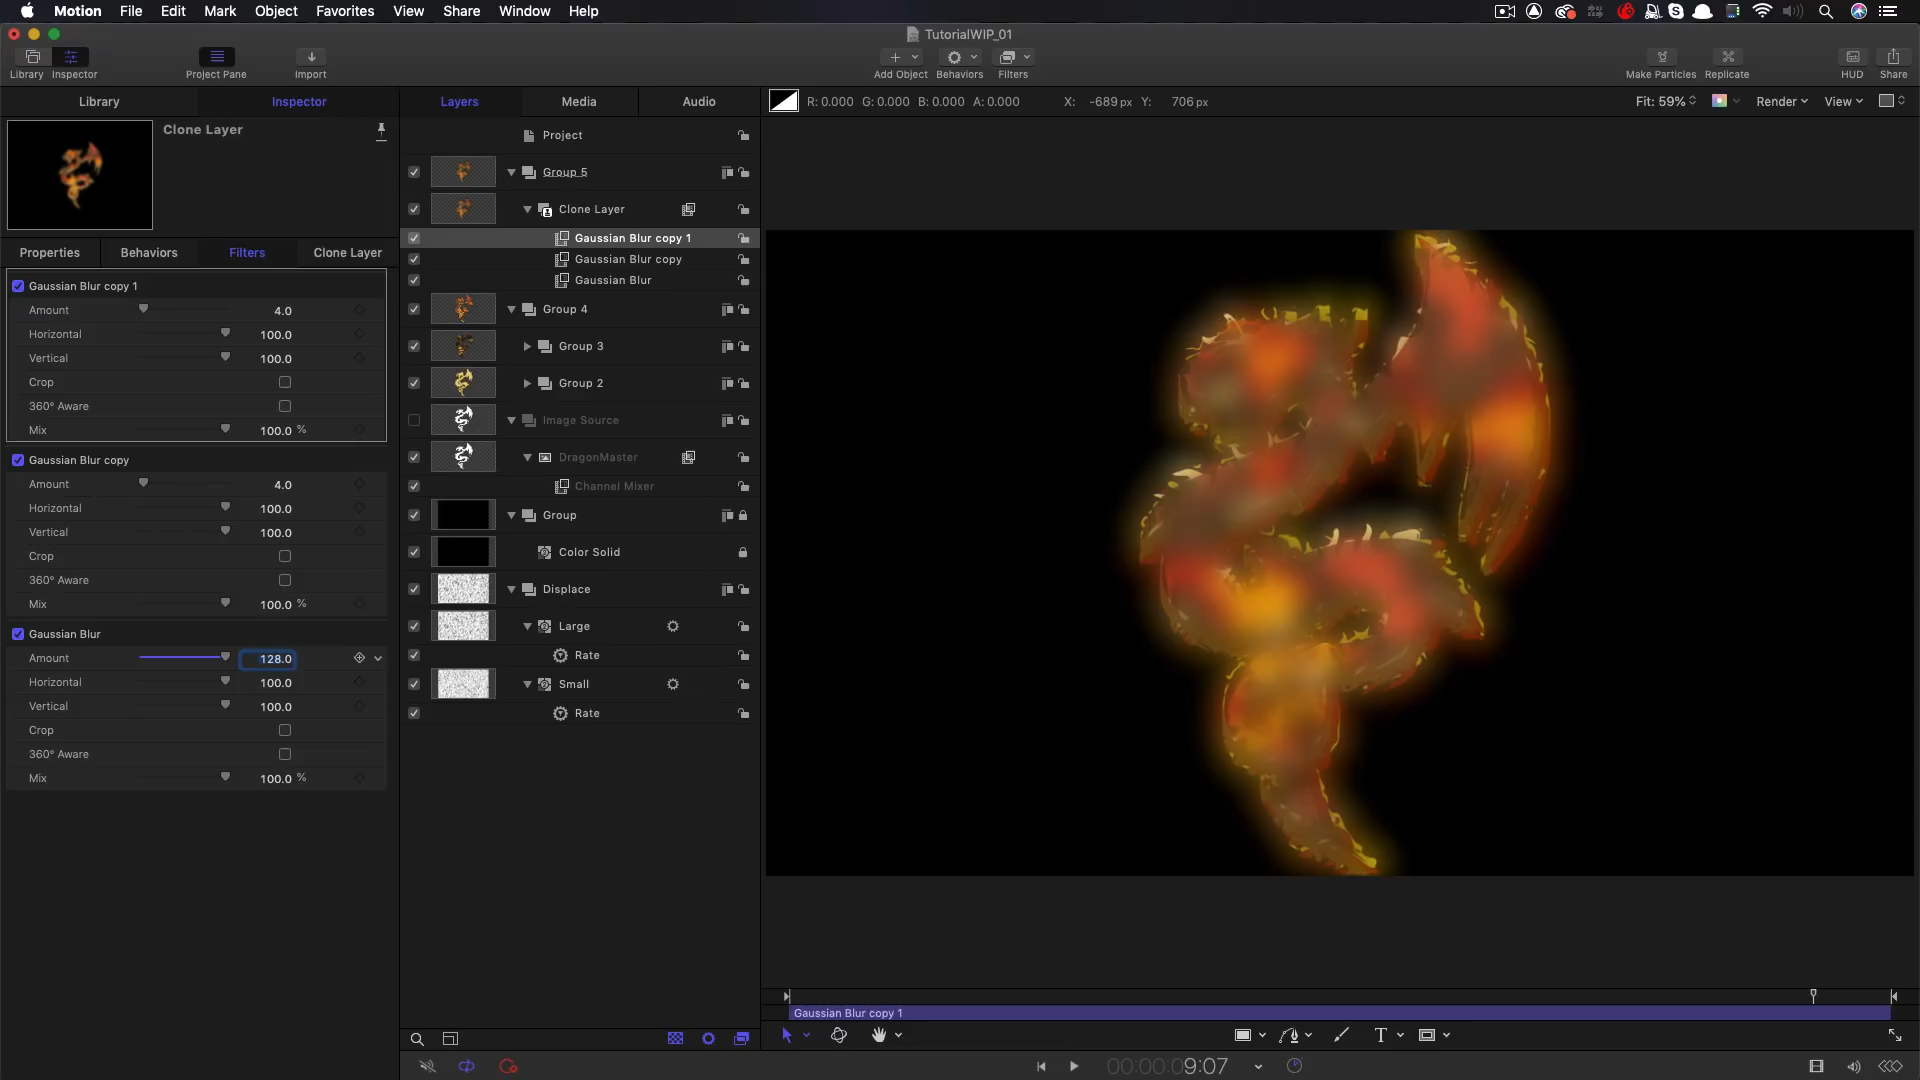 Motion File Edit Mark Object Favorites View Share Window Help
TutorialWIP_01
Library Inspector Project Pane Import Add Object Behaviors Filters Make Particles Replicate HUD Share
Library Inspector Layers Media Audio R: 0.000 G: 0.000 B: 0.000 A: 0.000 X: -689 px Y: 706 px Fit: 59% Render View
Clone Layer
Properties Behaviors Filters Clone Layer
Gaussian Blur copy 1
Amount 4.0
Horizontal 100.0
Vertical 100.0
Crop
360° Aware
Mix 100.0 %
Gaussian Blur copy
Amount 4.0
Horizontal 100.0
Vertical 100.0
Crop
360° Aware
Mix 100.0 %
Gaussian Blur
Amount 128.0
Horizontal 100.0
Vertical 100.0
Crop
360° Aware
Mix 100.0 %
Project
Group 5
Clone Layer
Gaussian Blur copy 1
Gaussian Blur copy
Gaussian Blur
Group 4
Group 3
Group 2
Image Source
DragonMaster
Channel Mixer
Group
Color Solid
Displace
Large
Rate
Small
Rate
Gaussian Blur copy 1
T
00:00:09:07